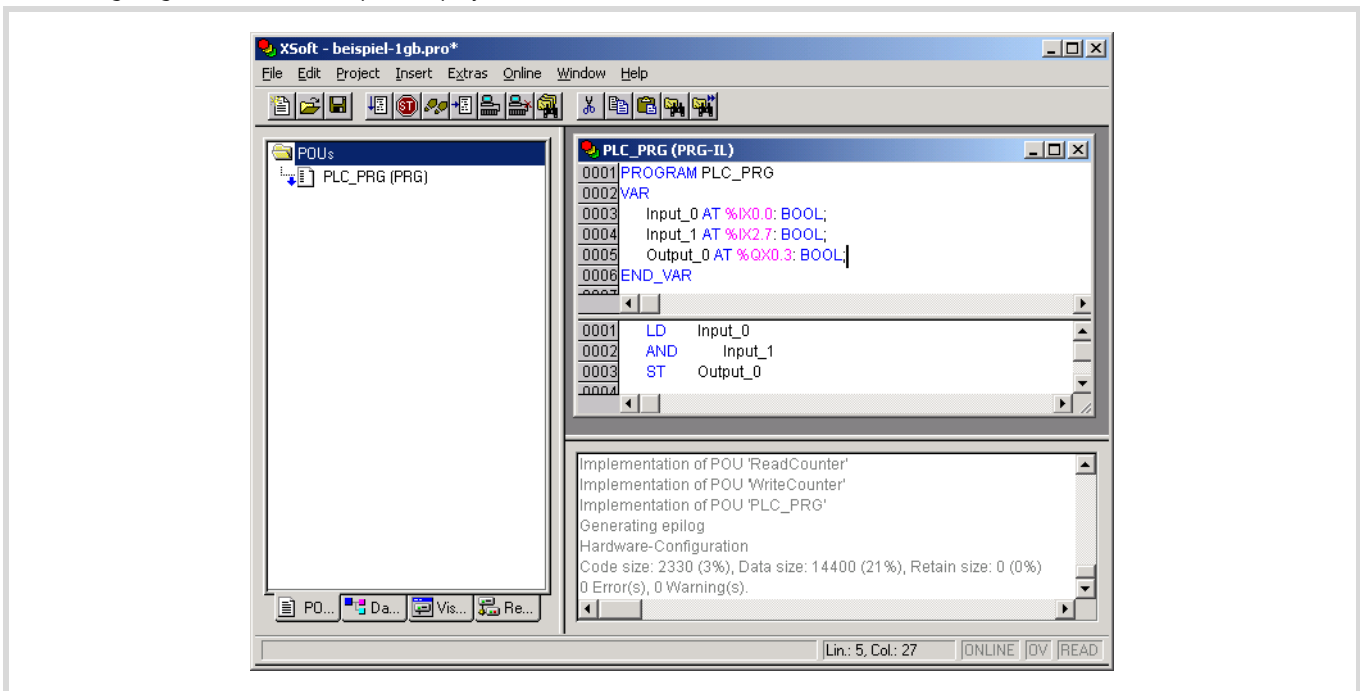 XSoft - beispiel-1gb.pro*
File Edit Project Insert Extras Online Window Help
ST
POUs
PLC_PRG (PRG)
PLC_PRG (PRG-IL)
0001 PROGRAM PLC_PRG
0002 VAR
0003 Input_0 AT %IX0.0: BOOL;
0004 Input_1 AT %IX2.7: BOOL;
0005 Output_0 AT %QX0.3: BOOL;
0006 END_VAR
0007
0001 LD Input_0
0002 AND Input_1
0003 ST Output_0
0004
Implementation of POU 'ReadCounter'
Implementation of POU 'WriteCounter'
Implementation of POU 'PLC_PRG'
Generating epilog
Hardware-Configuration
Code size: 2330 (3%), Data size: 14400 (21%), Retain size: 0 (0%)
0 Error(s), 0 Warning(s).
PO... Da... Vis... Re...
Lin.: 5, Col.: 27 ONLINE OV READ